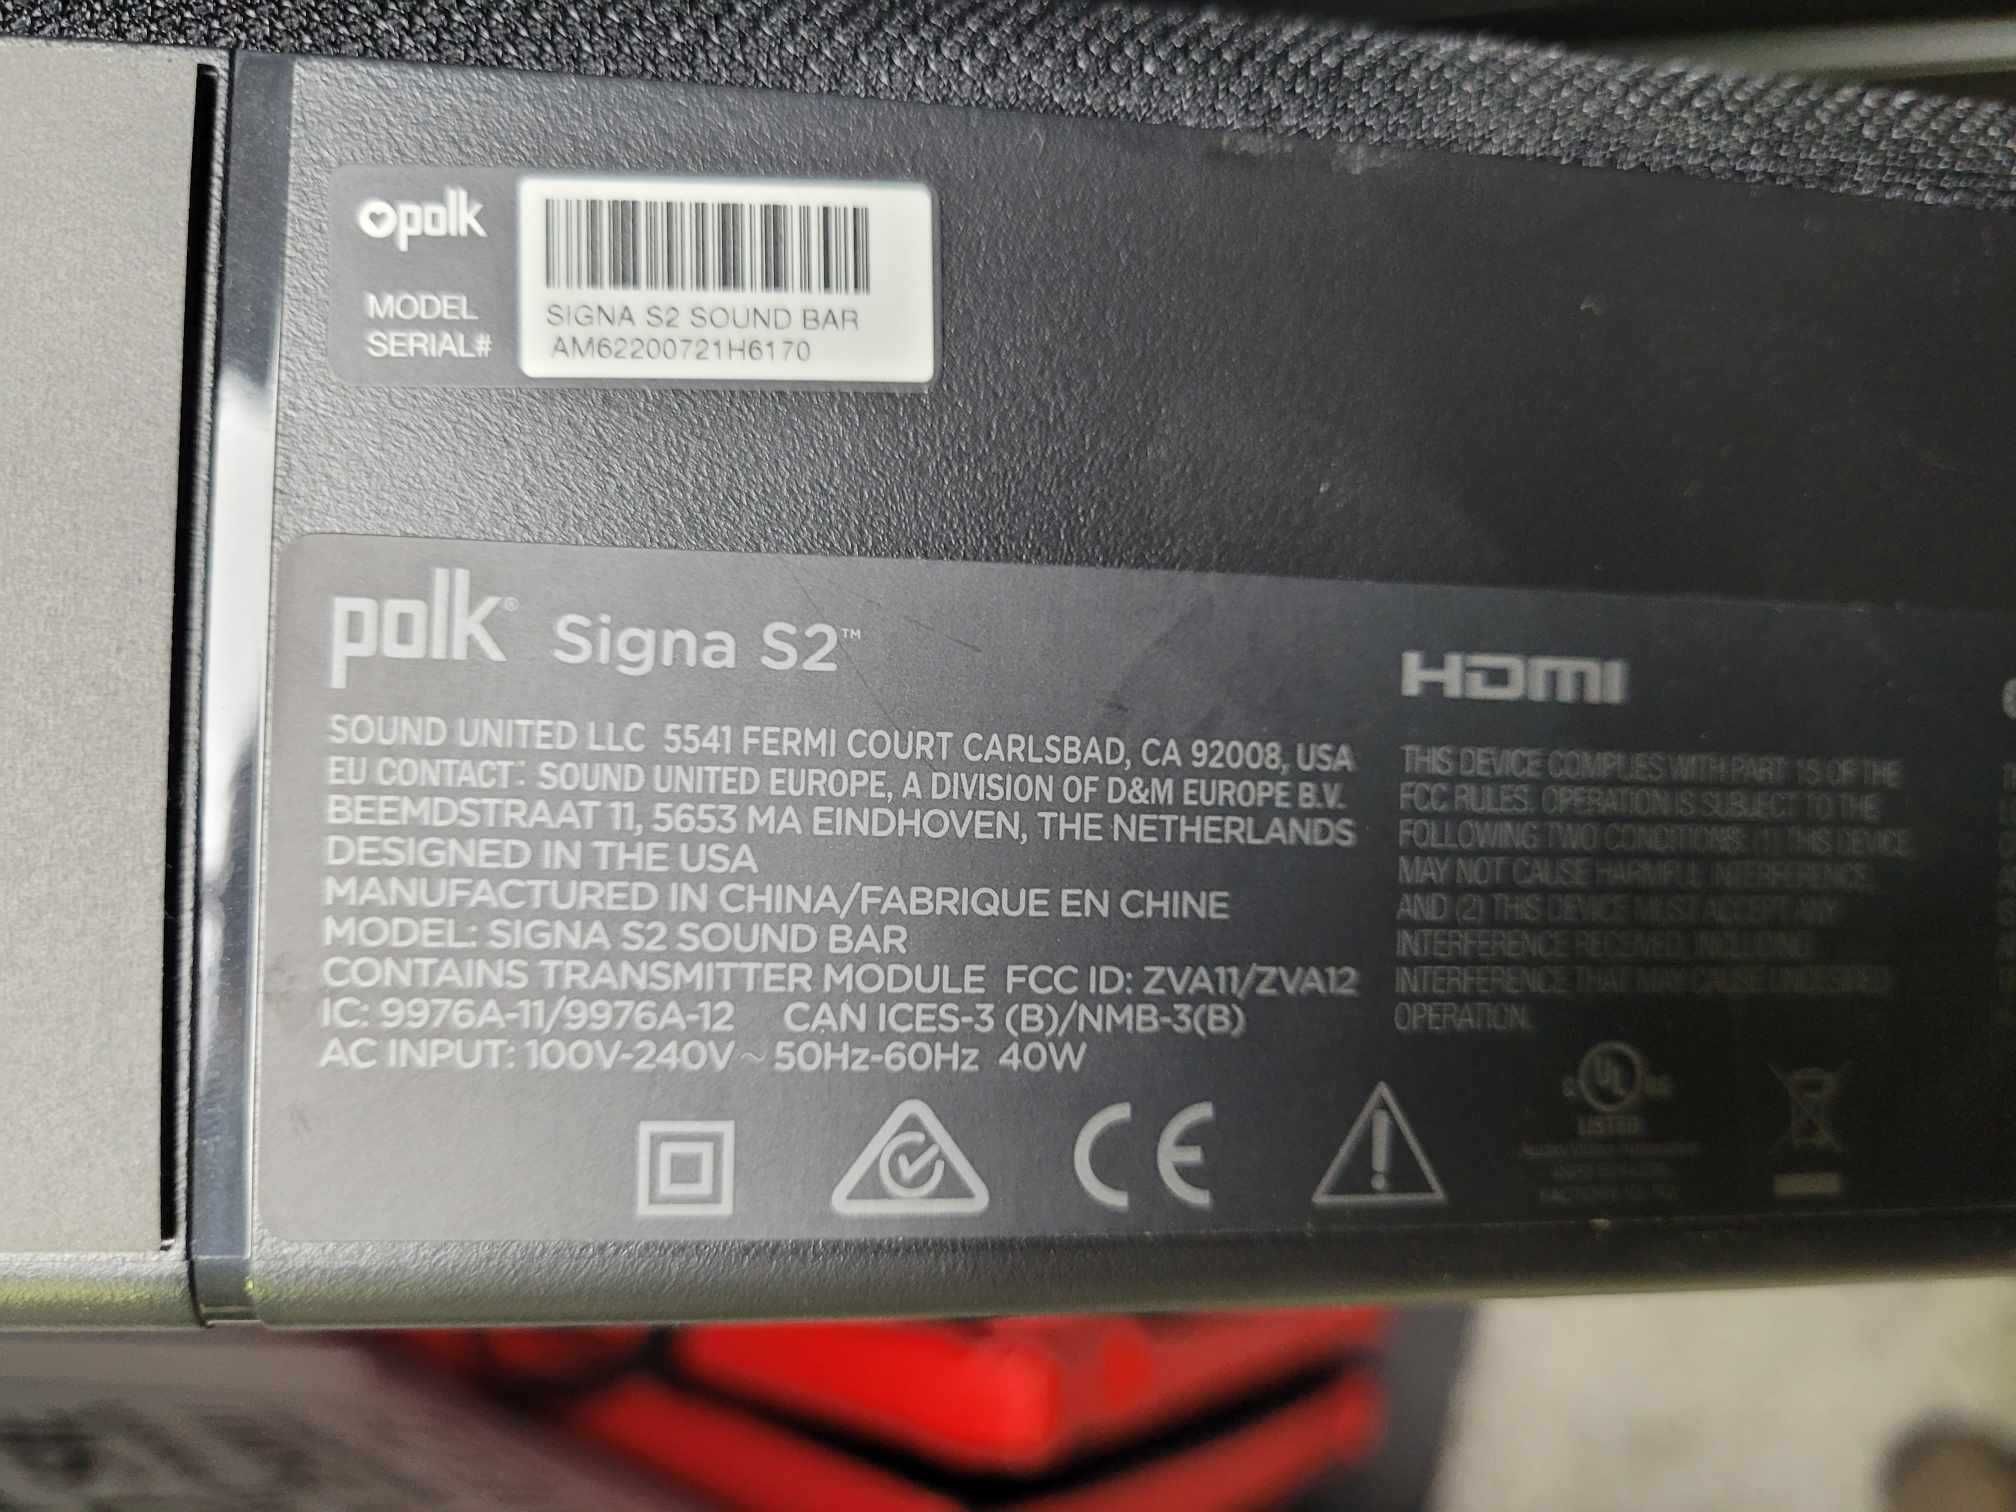 polk
MODEL SIGNA S2 SOUND BAR
SERIAL# AM62200721H6170
polk® Signa S2™
SOUND UNITED LLC 5541 FERMI COURT CARLSBAD, CA 92008, USA
EU CONTACT: SOUND UNITED EUROPE, A DIVISION OF D&M EUROPE B.V.
BEEMDSTRAAT 11, 5653 MA EINDHOVEN, THE NETHERLANDS
DESIGNED IN THE USA
MANUFACTURED IN CHINA/FABRIQUE EN CHINE
MODEL: SIGNA S2 SOUND BAR
CONTAINS TRANSMITTER MODULE FCC ID: ZVA11/ZVA12
IC: 9976A-11/9976A-12 CAN ICES-3 (B)/NMB-3(B)
AC INPUT: 100V-240V ~ 50Hz-60Hz 40W
HDMI
THIS DEVICE COMPLIES WITH PART 15 OF THE
FCC RULES. OPERATION IS SUBJECT TO THE
FOLLOWING TWO CONDITIONS: (1) THIS DEVICE
MAY NOT CAUSE HARMFUL INTERFERENCE,
AND (2) THIS DEVICE MUST ACCEPT ANY
INTERFERENCE RECEIVED, INCLUDING
INTERFERENCE THAT MAY CAUSE UNDESIRED
OPERATION.
CE
UL
LISTED